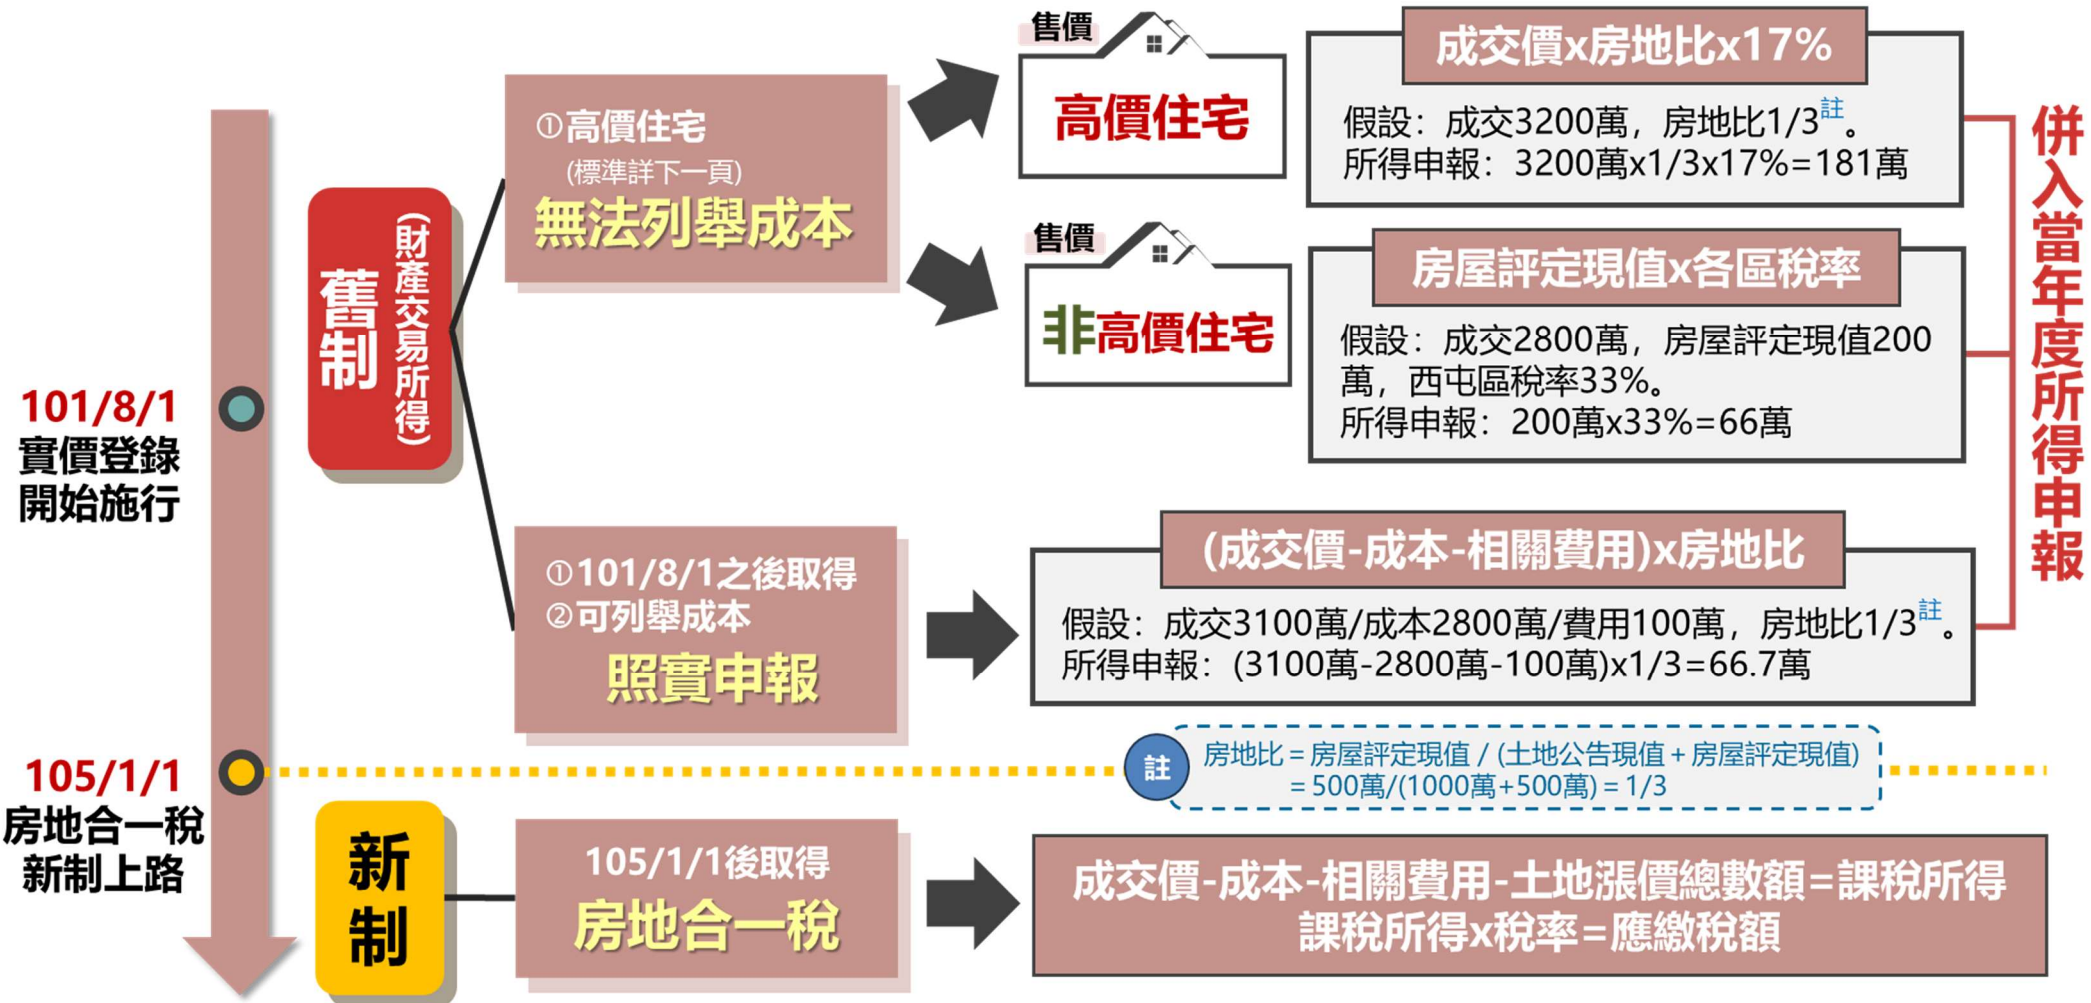 101/8/1
實價登錄
開始施行
105/1/1
房地合一稅
新制上路
舊制
(財產交易所得)
①高價住宅
(標準詳下一頁)
無法列舉成本
售價
高價住宅
成交價x房地比x17%
假設：成交3200萬，房地比1/3註。
所得申報：3200萬x1/3x17%=181萬
售價
非高價住宅
房屋評定現值x各區稅率
假設：成交2800萬，房屋評定現值200
萬，西屯區稅率33%。
所得申報：200萬x33%=66萬
①101/8/1之後取得
②可列舉成本
照實申報
(成交價-成本-相關費用)x房地比
假設：成交3100萬/成本2800萬/費用100萬，房地比1/3註。
所得申報：(3100萬-2800萬-100萬)x1/3=66.7萬
併入當年度所得申報
註
房地比=房屋評定現值 / (土地公告現值+房屋評定現值)
=500萬/(1000萬+500萬)=1/3
新制
105/1/1後取得
房地合一稅
成交價-成本-相關費用-土地漲價總數額=課稅所得
課稅所得x稅率=應繳稅額